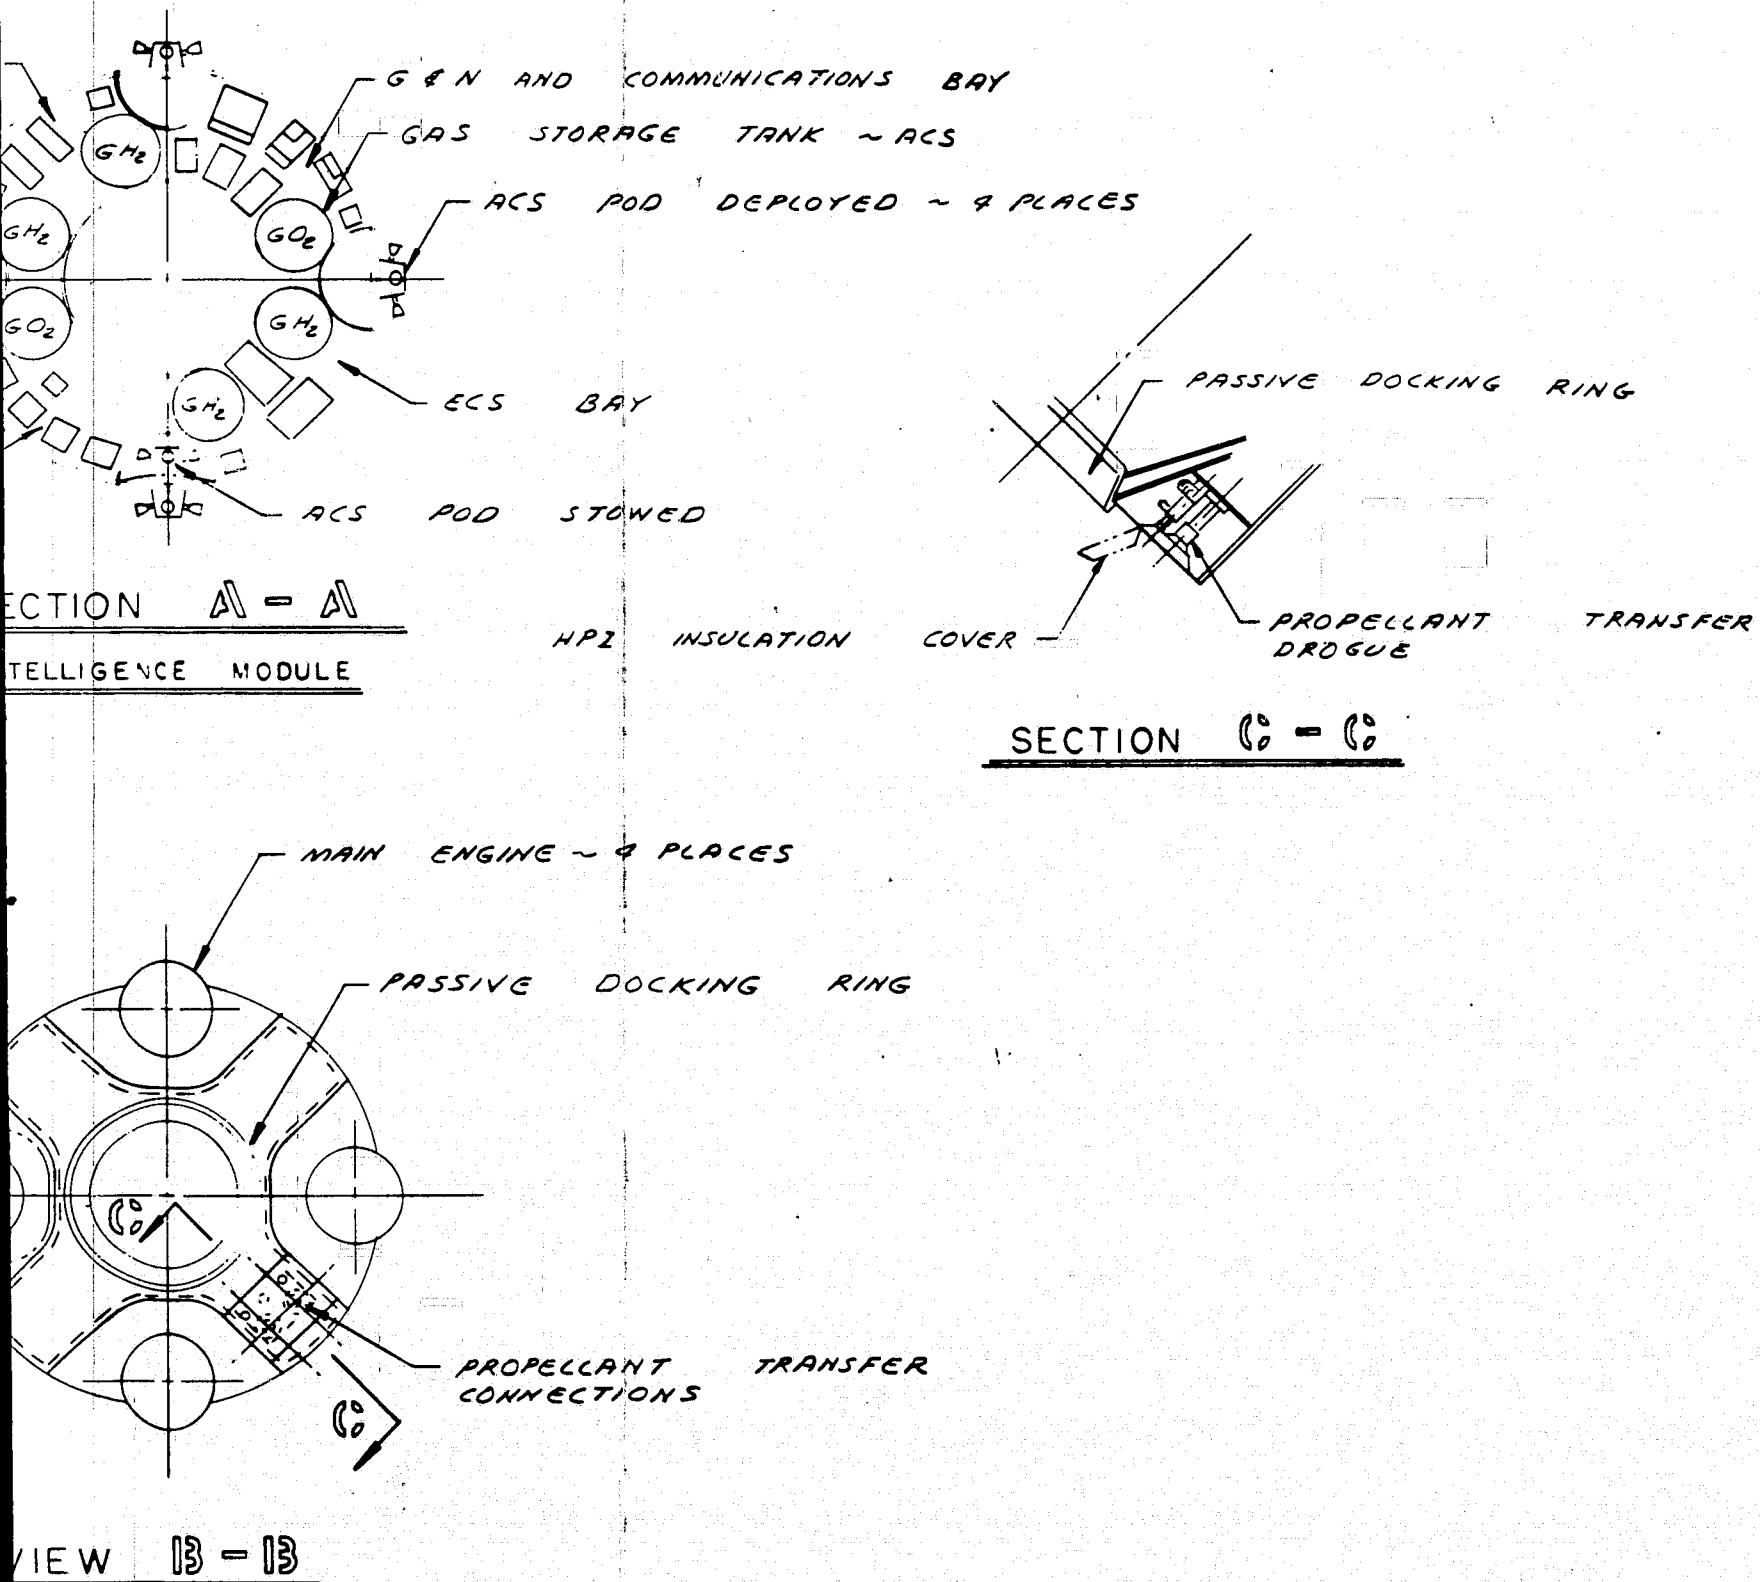 G & N AND COMMUNICATIONS BAY
GAS STORAGE TANK ~ ACS
ACS POD DEPLOYED ~ 4 PLACES
GH2
GH2
GO2
GO2
GH2
GH2
ECS BAY
ACS POD STOWED
ECTION A - A
TELLIGENCE MODULE
PASSIVE DOCKING RING
HPI INSULATION COVER
PROPELLANT TRANSFER
DROGUE
SECTION C - C
MAIN ENGINE ~ 4 PLACES
PASSIVE DOCKING RING
C
PROPELLANT TRANSFER
CONNECTIONS
C
VIEW B - B